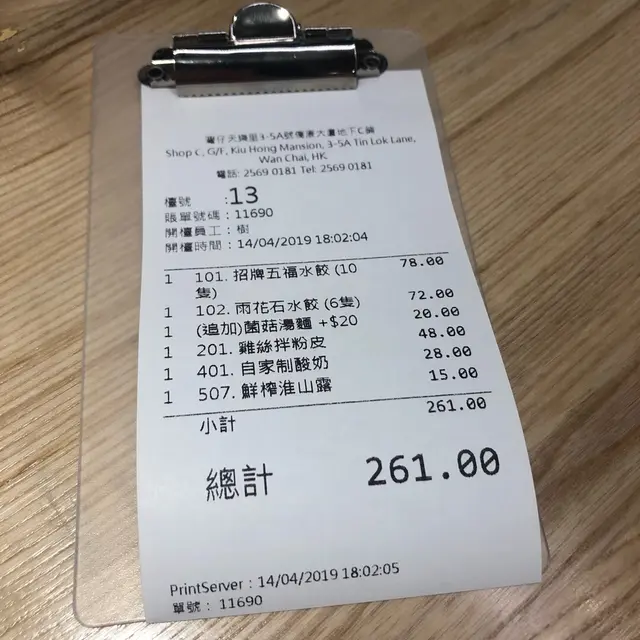 灣仔天樂里3-5A號僑康大廈地下C舖
Shop C, G/F, Kiu Hong Mansion, 3-5A Tin Lok Lane,
Wan Chai, HK
電話: 2569 0181 Tel: 2569 0181
檯號 :13
賬單號碼：11690
開檯員工：樹
開檯時間：14/04/2019 18:02:04
1 101. 招牌五福水餃 (10 78.00
隻)
1 102. 雨花石水餃 (6隻) 72.00
1 (追加)菌菇湯麵 +$20 20.00
1 201. 雞絲拌粉皮 48.00
1 401. 自家制酸奶 28.00
1 507. 鮮榨淮山露 15.00
小計 261.00
總計 261.00
PrintServer : 14/04/2019 18:02:05
單號： 11690